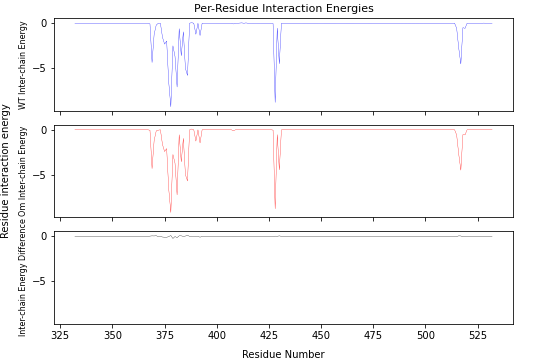 Per-Residue Interaction Energies
Residue interaction energy
WT Inter-chain Energy
0
−5
Om Inter-chain Energy
0
−5
Inter-chain Energy Difference
0
−5
325 350 375 400 425 450 475 500 525
Residue Number